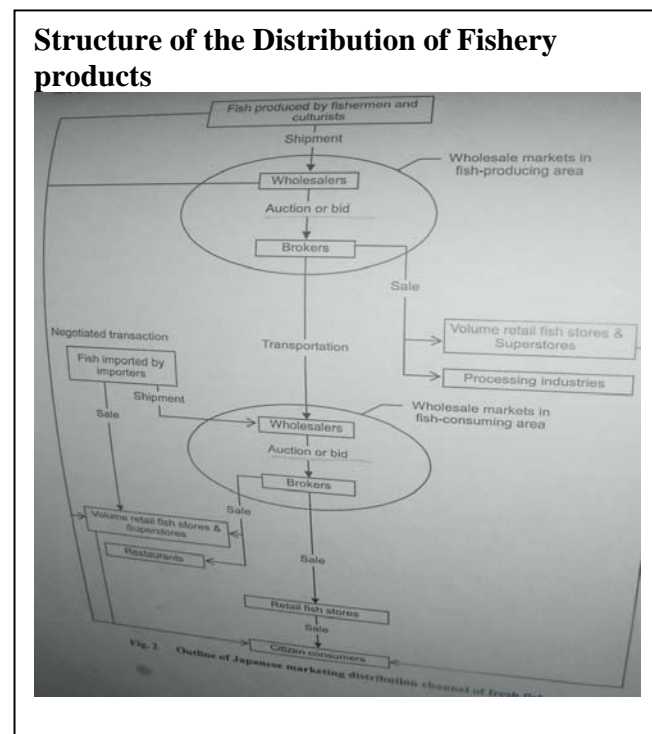 Structure of the Distribution of Fishery
products
Fish produced by fishermen and
culturists
Shipment
Wholesale markets in
fish-producing area
Wholesalers
Auction or bid
Brokers
Sale
Negotiated transaction
Transportation
Volume retail fish stores &
Superstores
Fish imported by
importers
Processing industries
Shipment
Sale
Wholesale markets in
fish-consuming area
Wholesalers
Auction or bid
Brokers
Sale
Volume retail fish stores &
Superstores
Restaurants
Sale
Retail fish stores
Sale
Citizen consumers
Fig. 2 Outline of Japanese marketing distribution channel of fresh